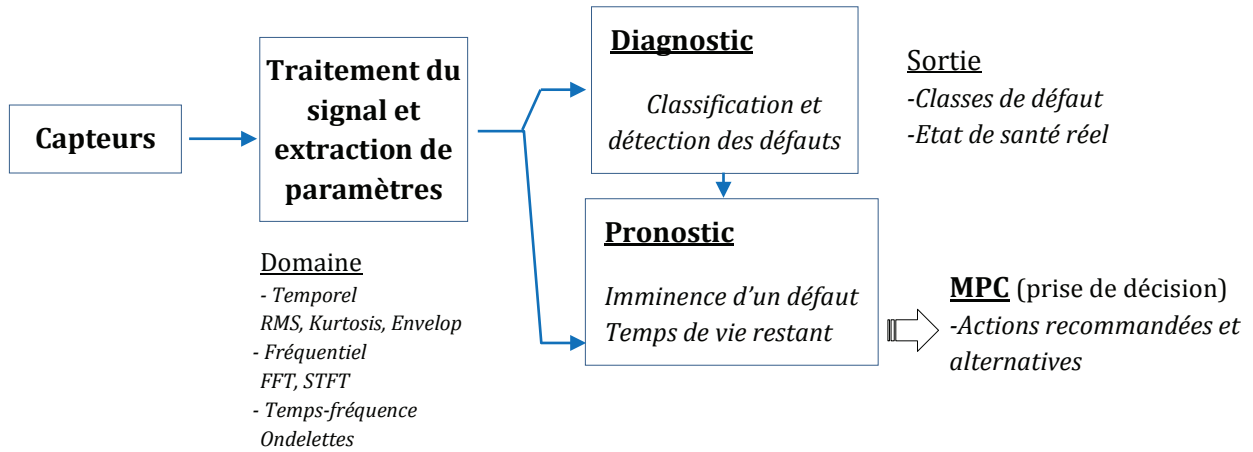 Capteurs
Traitement du
signal et
extraction de
paramètres
Domaine
- Temporel
RMS, Kurtosis, Envelop
- Fréquentiel
FFT, STFT
- Temps-fréquence
Ondelettes
Diagnostic
Classification et
détection des défauts
Sortie
-Classes de défaut
-Etat de santé réel
Pronostic
Imminence d’un défaut
Temps de vie restant
MPC (prise de décision)
-Actions recommandées et
alternatives